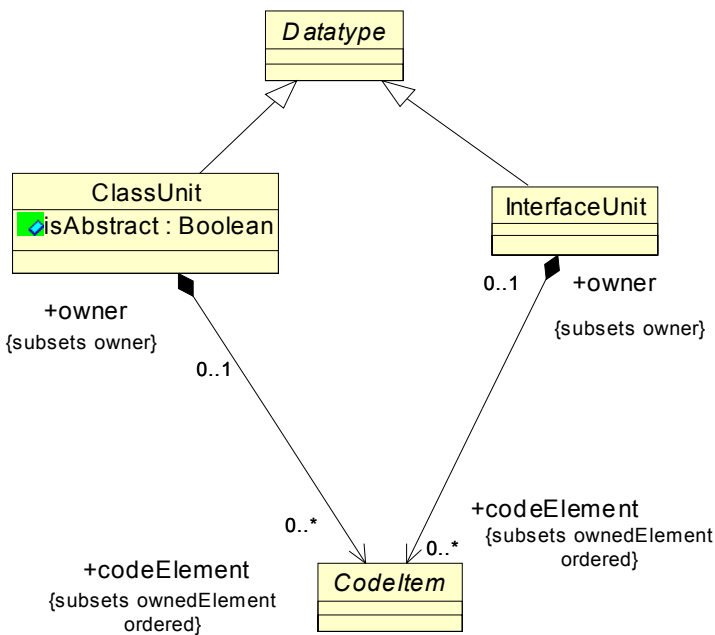 Datatype
ClassUnit
isAbstract : Boolean
InterfaceUnit
+owner
{subsets owner}
0..1
0..1
+owner
{subsets owner}
0..*
+codeElement
{subsets ownedElement
ordered}
0..*
+codeElement
{subsets ownedElement
ordered}
CodeItem